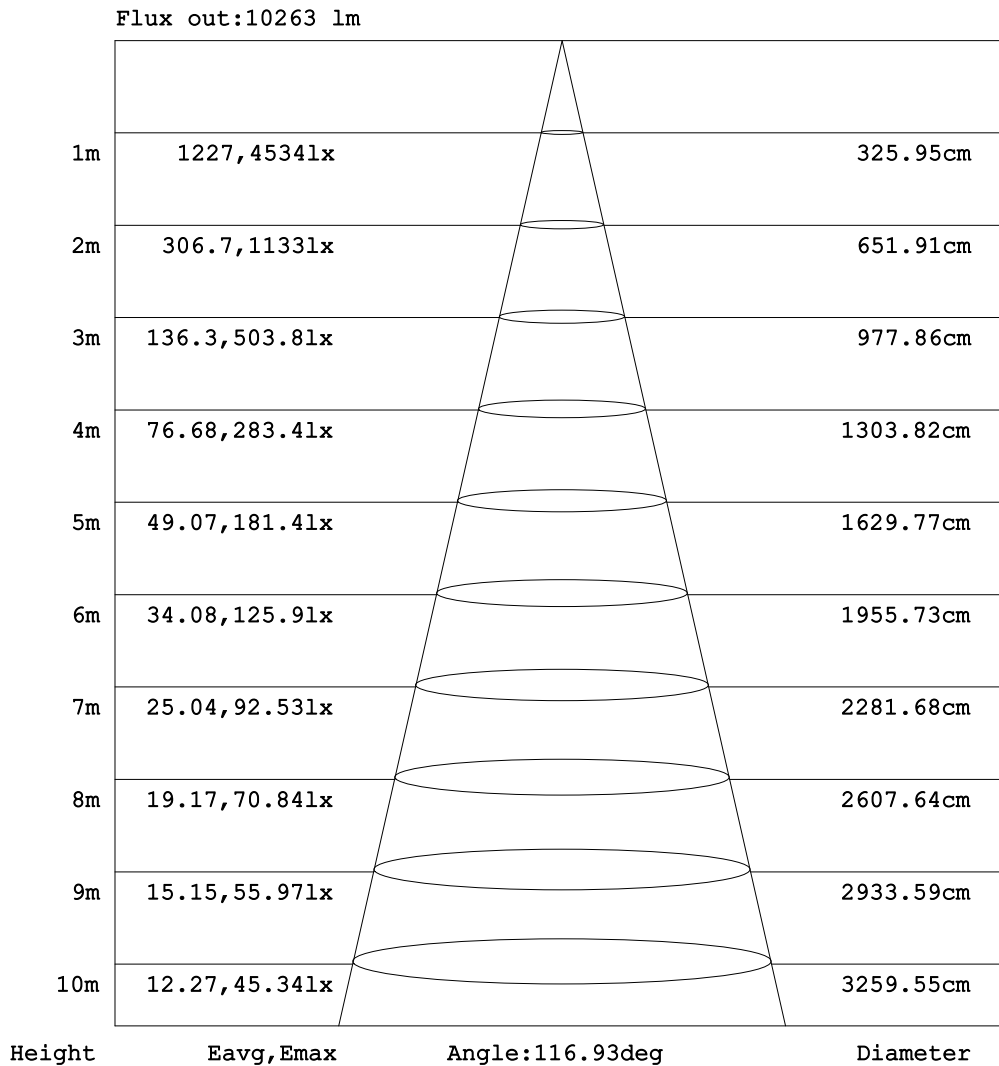 Flux out:10263 lm
1m 1227,4534lx 325.95cm
2m 306.7,1133lx 651.91cm
3m 136.3,503.8lx 977.86cm
4m 76.68,283.4lx 1303.82cm
5m 49.07,181.4lx 1629.77cm
6m 34.08,125.9lx 1955.73cm
7m 25.04,92.53lx 2281.68cm
8m 19.17,70.84lx 2607.64cm
9m 15.15,55.97lx 2933.59cm
10m 12.27,45.34lx 3259.55cm
Height Eavg,Emax Angle:116.93deg Diameter